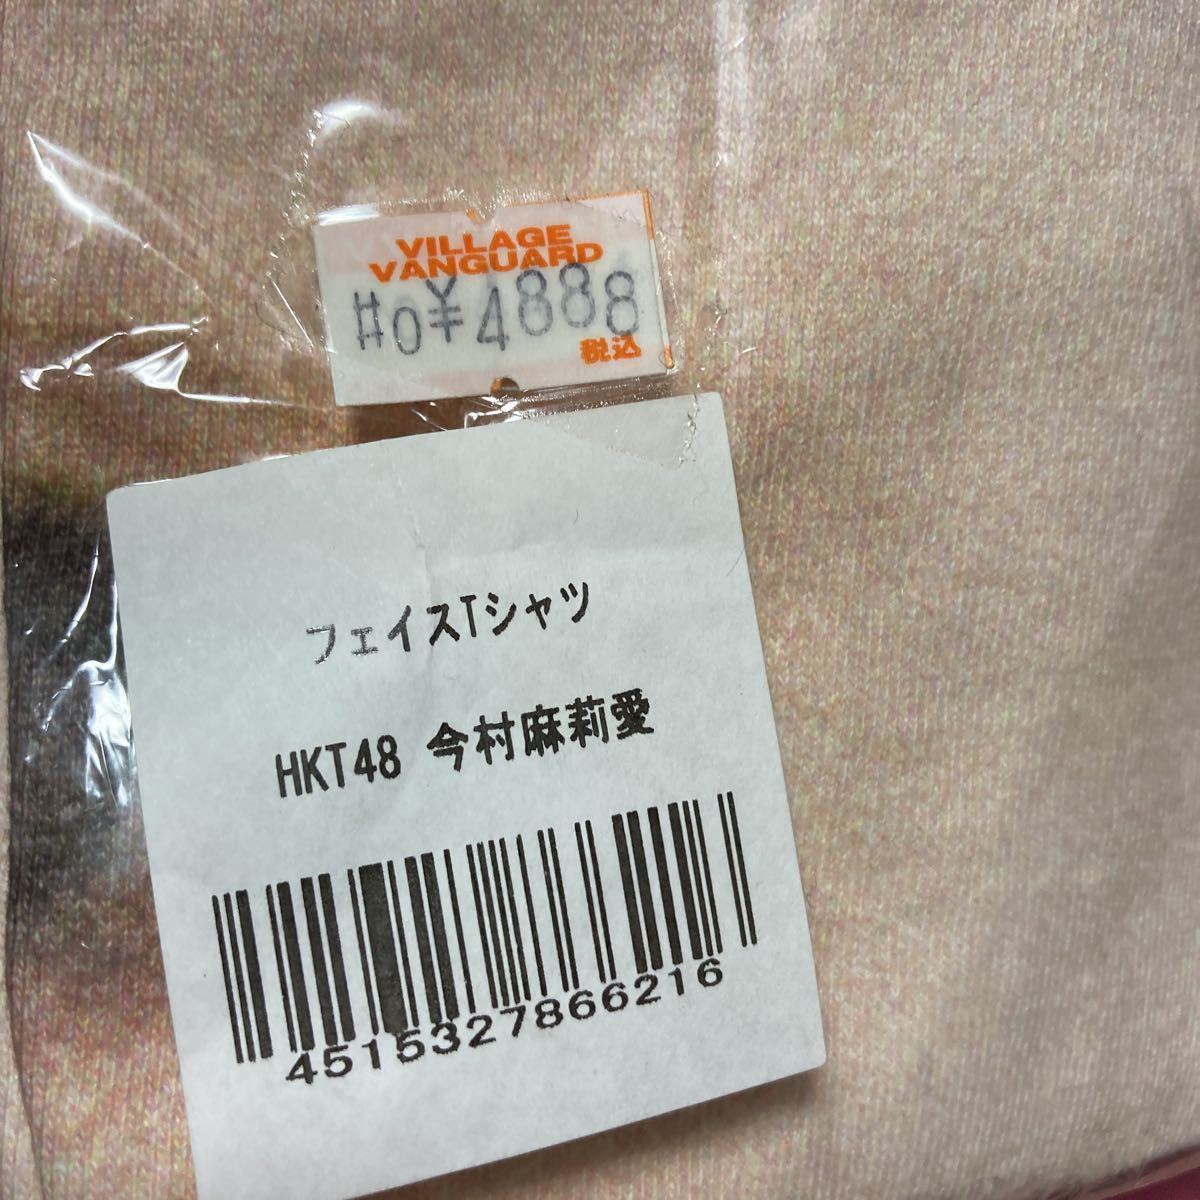 VILLAGE
VANGUARD
#0¥4888
税込
フェイスTシャツ
HKT48 今村麻莉愛
4515327866216